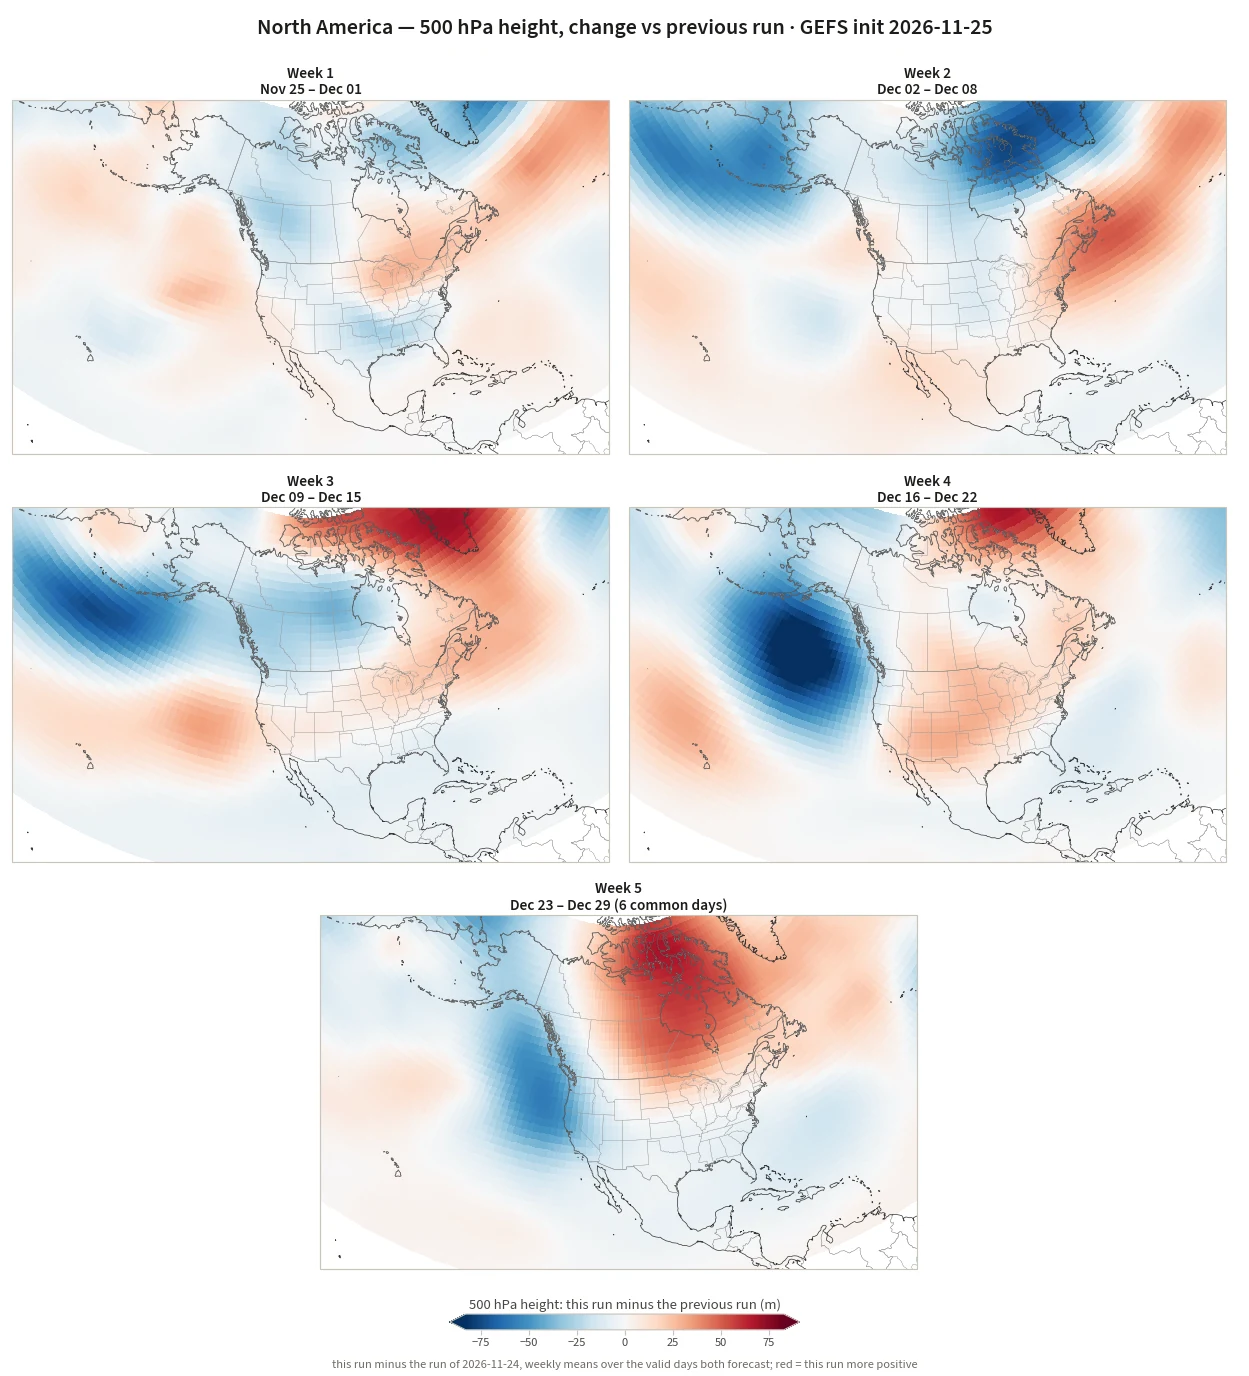 North America — 500 hPa height, change vs previous run · GEFS init 2026-11-25
Week 1
Nov 25 – Dec 01
Week 2
Dec 02 – Dec 08
Week 3
Dec 09 – Dec 15
Week 4
Dec 16 – Dec 22
Week 5
Dec 23 – Dec 29 (6 common days)
500 hPa height: this run minus the previous run (m)
−75 −50 −25 0 25 50 75
this run minus the run of 2026-11-24, weekly means over the valid days both forecast; red = this run more positive